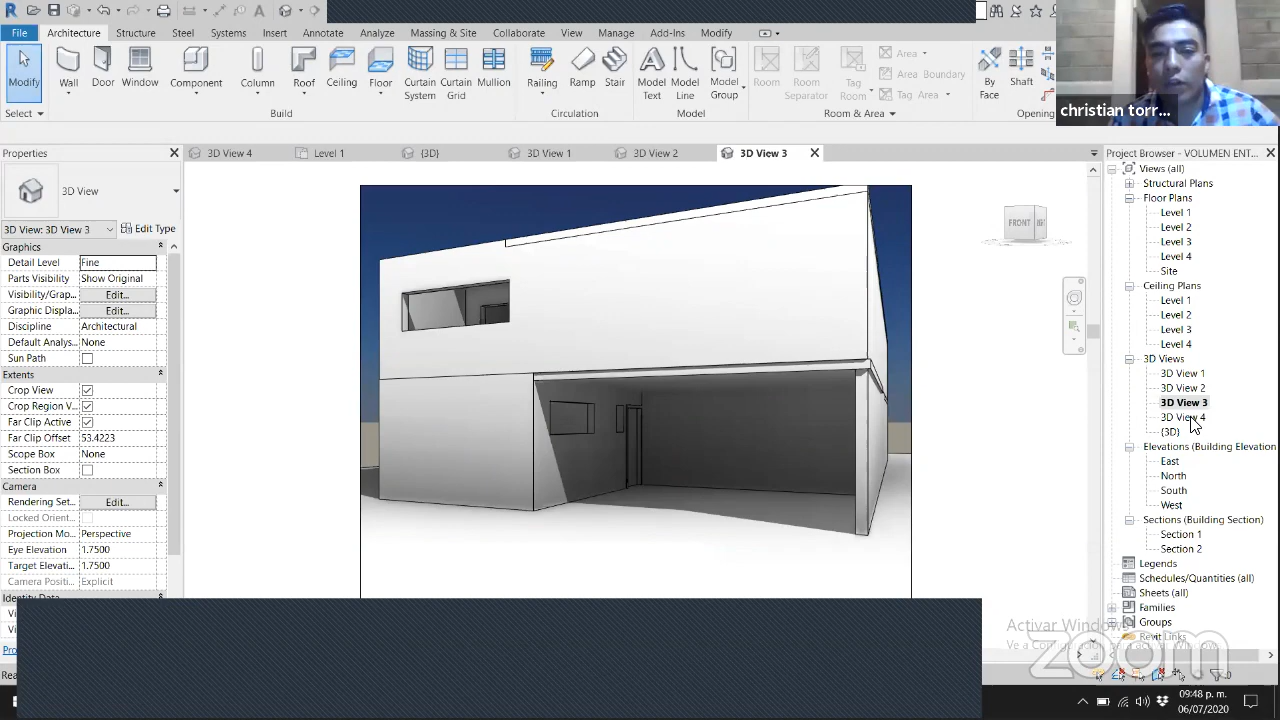 File Architecture Structure Steel Systems Insert Annotate Analyze Massing & Site Collaborate View Manage Add-Ins Modify
Modify Wall Door Window Component Column Roof Ceiling Floor Curtain System Curtain Grid Mullion Railing Ramp Stair Model Text Model Line Model Group Room Room Separator Tag Room Area Area Boundary Tag Area By Face Shaft
christian torr...
Select Build Circulation Model Room & Area Opening
Properties
3D View 4 Level 1 {3D} 3D View 1 3D View 2 3D View 3
Project Browser - VOLUMEN ENT...
3D View
3D View: 3D View 3 Edit Type
Graphics
Detail Level Fine
Parts Visibility Show Original
Visibility/Grap... Edit...
Graphic Displa... Edit...
Discipline Architectural
Default Analys... None
Sun Path
Extents
Crop View
Crop Region V...
Far Clip Active
Far Clip Offset 53.4223
Scope Box None
Section Box
Camera
Rendering Set... Edit...
Locked Orient...
Projection Mo... Perspective
Eye Elevation 1.7500
Target Elevati... 1.7500
Camera Positi... Explicit
Identity Data
FRONT
Views (all)
Structural Plans
Floor Plans
Level 1
Level 2
Level 3
Level 4
Site
Ceiling Plans
Level 1
Level 2
Level 3
Level 4
3D Views
3D View 1
3D View 2
3D View 3
3D View 4
{3D}
Elevations (Building Elevation
East
North
South
West
Sections (Building Section)
Section 1
Section 2
Legends
Schedules/Quantities (all)
Sheets (all)
Families
Groups
Revit Links
Activar Windows
Ve a Configuración para activar Windows.
zoom
:0
09:48 p. m.
06/07/2020